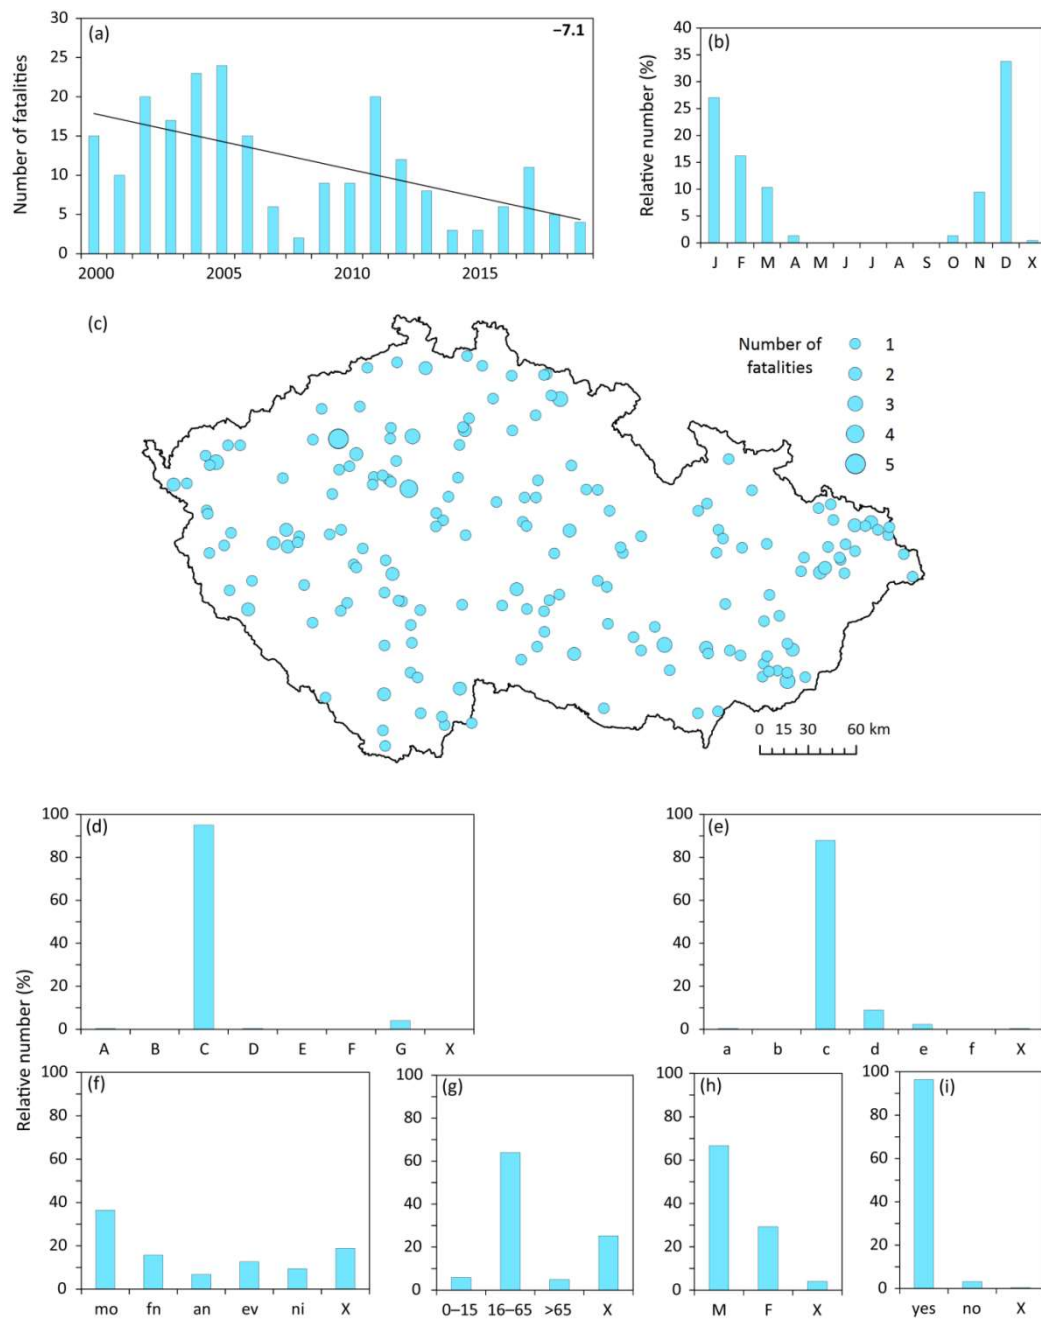 (a)
−7.1
Number of fatalities
30
25
20
15
10
5
0
2000 2005 2010 2015
(b)
Relative number (%)
40
35
30
25
20
15
10
5
0
J F M A M J J A S O N D X
(c)
Number of fatalities
1
2
3
4
5
0 15 30 60 km
Relative number (%)
(d)
100
80
60
40
20
0
A B C D E F G X
(e)
100
80
60
40
20
0
a b c d e f X
(f)
100
80
60
40
20
0
mo fn an ev ni X
(g)
100
80
60
40
20
0
0–15 16–65 >65 X
(h)
100
80
60
40
20
0
M F X
(i)
100
80
60
40
20
0
yes no X